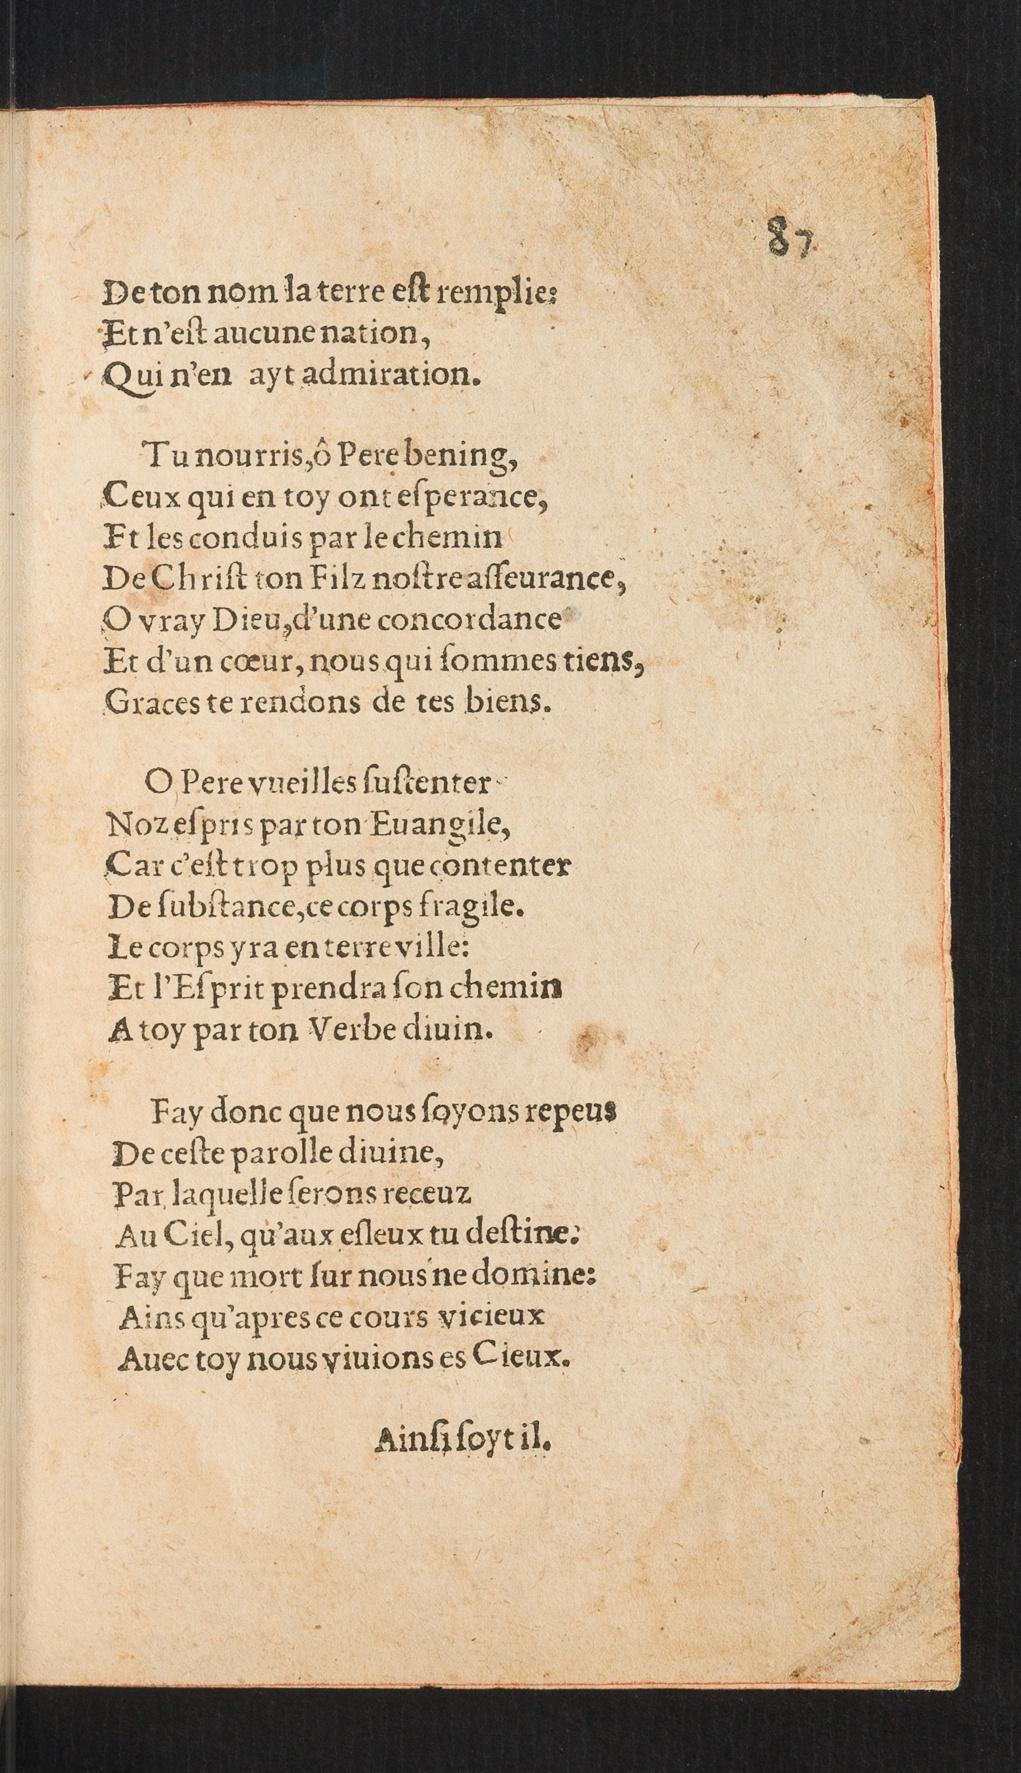 87
De ton nom la terre eſt remplie:
Et n'eſt aucune nation,
Qui n'en ayt admiration.
Tu nourris, ô Pere bening,
Ceux qui en toy ont eſperance,
Et les conduis par le chemin
De Chriſt ton Filz noſtre aſſeurance,
O vray Dieu, d'une concordance
Et d'un cœur, nous qui ſommes tiens,
Graces te rendons de tes biens.
O Pere vueilles ſuſtenter
Noz eſpris par ton Euangile,
Car c'eſt trop plus que contenter
De ſubſtance, ce corps fragile.
Le corps yra en terre ville:
Et l'Eſprit prendra ſon chemin
A toy par ton Verbe diuin.
Fay donc que nous ſoyons repeus
De ceſte parolle diuine,
Par laquelle ſerons receuz
Au Ciel, qu'aux eſleux tu deſtine:
Fay que mort ſur nous ne domine:
Ains qu'apres ce cours vicieux
Auec toy nous viuions es Cieux.
Ainſi ſoyt il.